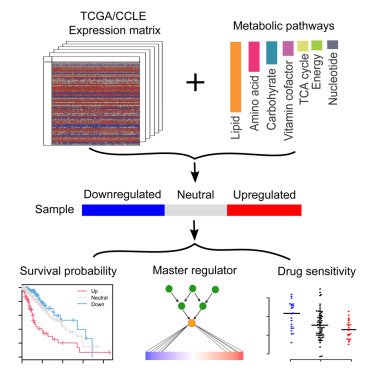 TCGA/CCLE
Expression matrix
Metabolic pathways
Lipid
Amino acid
Carbohyrate
Vitamin cofactor
TCA cycle
Energy
Nucleotide
Downregulated Neutral Upregulated
Sample
Survival probability
Master regulator
Drug sensitivity
Up
Neutral
Down